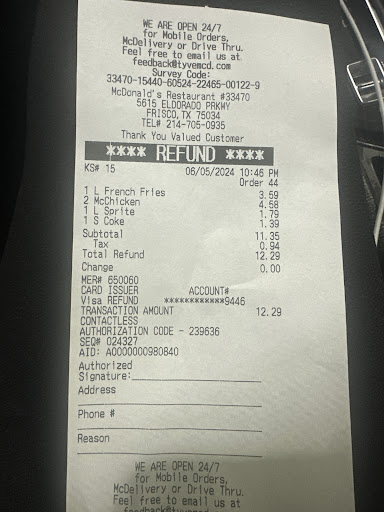 WE ARE OPEN 24/7
for Mobile Orders,
McDelivery or Drive Thru.
Feel free to email us at
feedback@tyvemcd.com
Survey Code:
33470-15440-60524-22465-00122-9
McDonald's Restaurant #33470
5615 ELDORADO PRKWY
FRISCO, TX 75034
TEL# 214-705-0935
Thank You Valued Customer
**** REFUND ****
KS# 15 06/05/2024 10:46 PM
Order 44
1 L French Fries 3.59
2 McChicken 4.58
1 L Sprite 1.79
1 S Coke 1.39
Subtotal 11.35
Tax 0.94
Total Refund 12.29
Change 0.00
MER# 650060
CARD ISSUER ACCOUNT#
Visa REFUND ************9446
TRANSACTION AMOUNT 12.29
CONTACTLESS
AUTHORIZATION CODE - 239636
SEQ# 024327
AID: A0000000980840
Authorized
Signature:
Address
Phone #
Reason
WE ARE OPEN 24/7
for Mobile Orders,
McDelivery or Drive Thru.
Feel free to email us at
feedback@tyvemcd.com